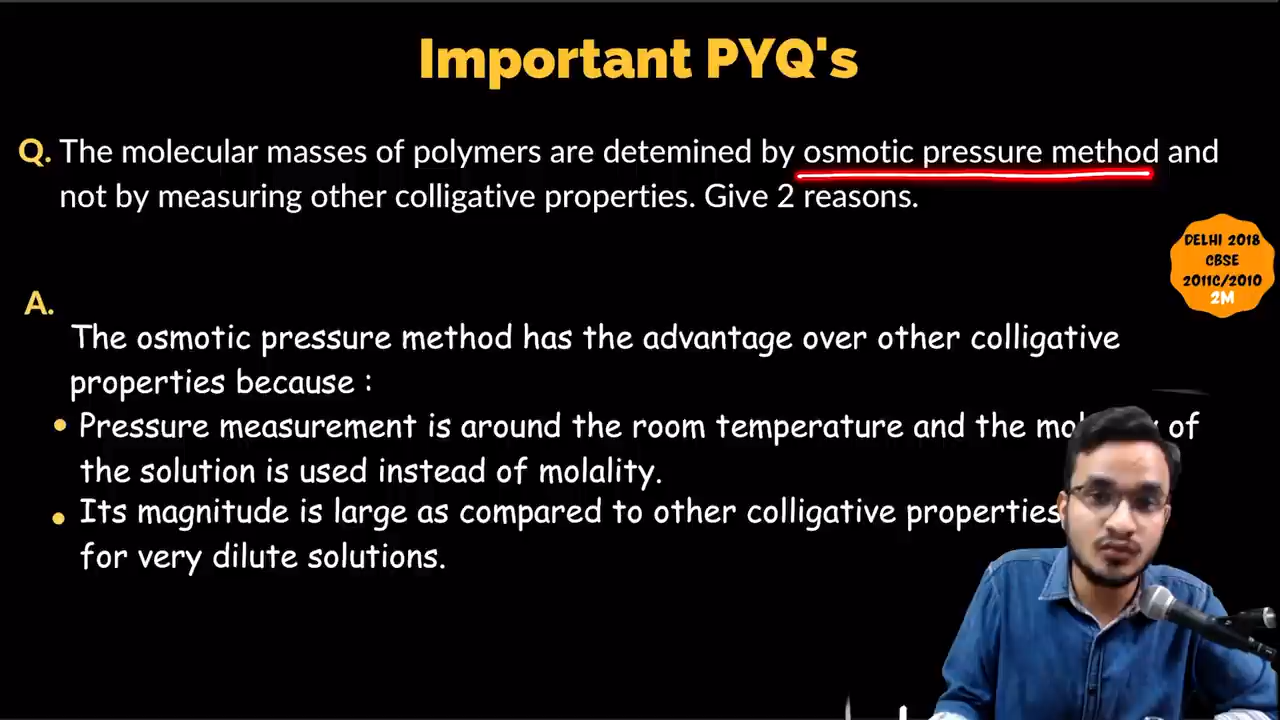 Important PYQ's
Q. The molecular masses of polymers are detemined by osmotic pressure method and
not by measuring other colligative properties. Give 2 reasons.
DELHI 2018
CBSE
2011C/2010
2M
A.
The osmotic pressure method has the advantage over other colligative
properties because :
• Pressure measurement is around the room temperature and the of
the solution is used instead of molality.
• Its magnitude is large as compared to other colligative properties
for very dilute solutions.